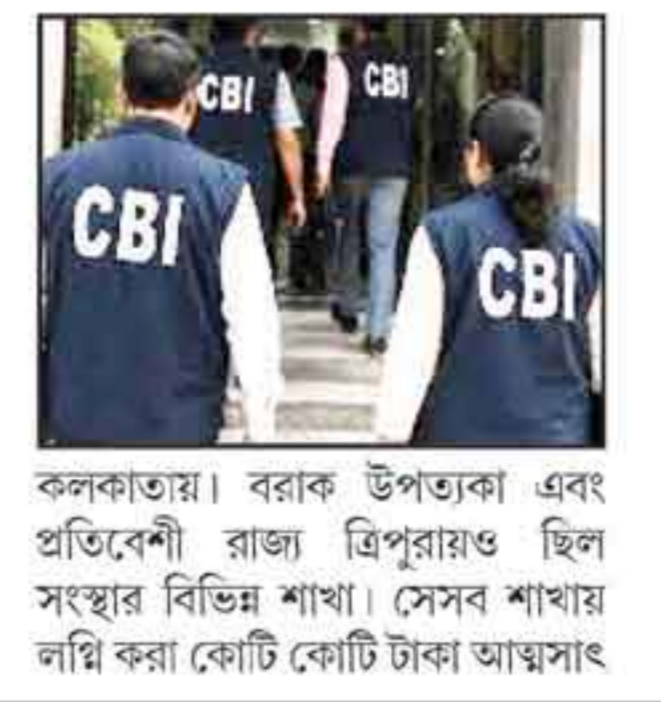 CBI
CBI
CBI
CBI
কলকাতায়। বরাক উপত্যকা এবং
প্রতিবেশী রাজ্য ত্রিপুরায়ও ছিল
সংস্থার বিভিন্ন শাখা। সেসব শাখায়
লগ্নি করা কোটি কোটি টাকা আত্মসাৎ